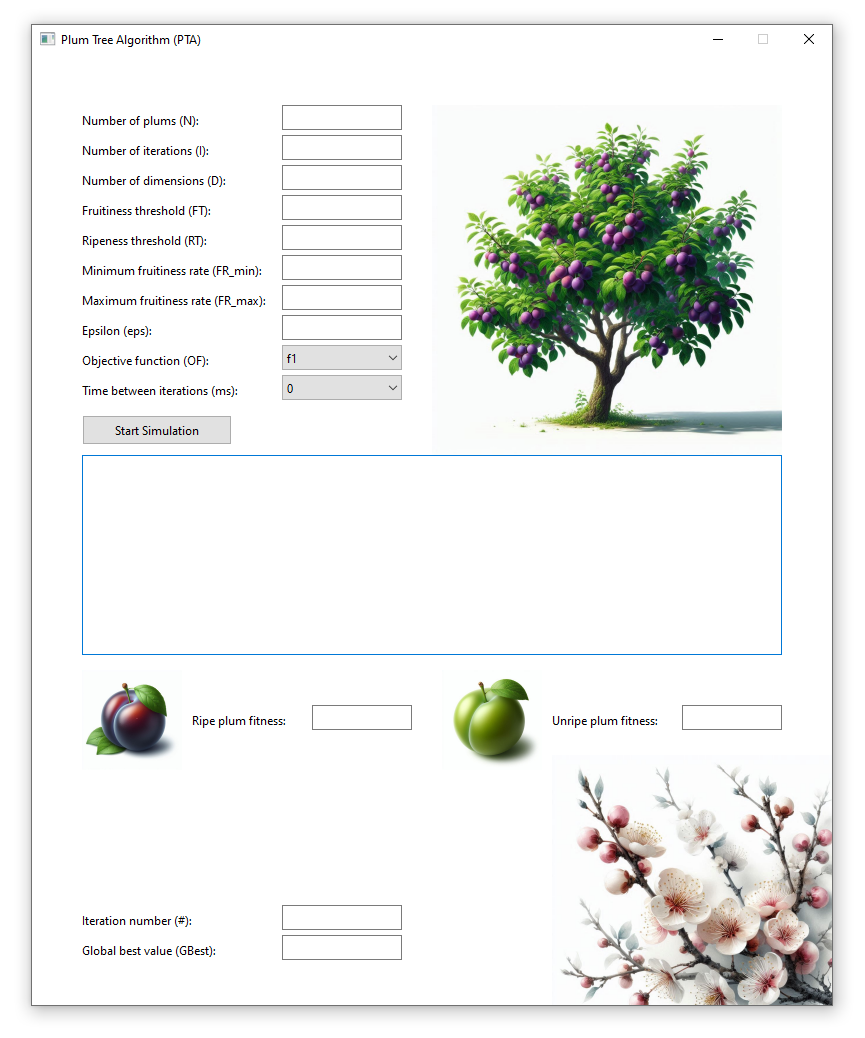 Plum Tree Algorithm (PTA)
Number of plums (N):
Number of iterations (I):
Number of dimensions (D):
Fruitiness threshold (FT):
Ripeness threshold (RT):
Minimum fruitiness rate (FR_min):
Maximum fruitiness rate (FR_max):
Epsilon (eps):
Objective function (OF): f1
Time between iterations (ms): 0
Start Simulation
Ripe plum fitness: Unripe plum fitness:
Iteration number (#):
Global best value (GBest):